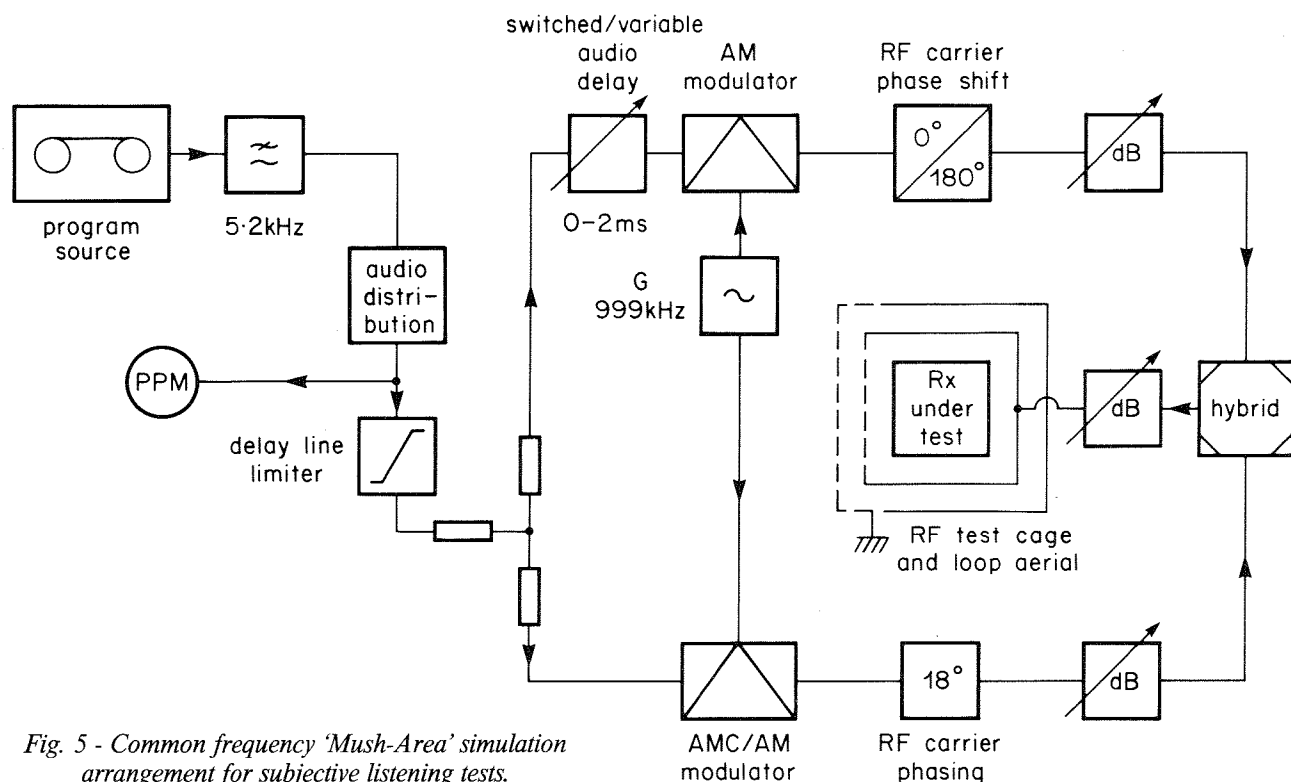 switched/variable
audio
delay
AM
modulator
RF carrier
phase shift
0°
180°
dB
program
source
5·2kHz
0–2ms
audio
distri-
bution
G
999kHz
PPM
delay line
limiter
Rx
under
test
dB
hybrid
RF test cage
and loop aerial
18°
dB
AMC/AM
modulator
RF carrier
phasing
Fig. 5 - Common frequency ‘Mush-Area’ simulation
arrangement for subjective listening tests.